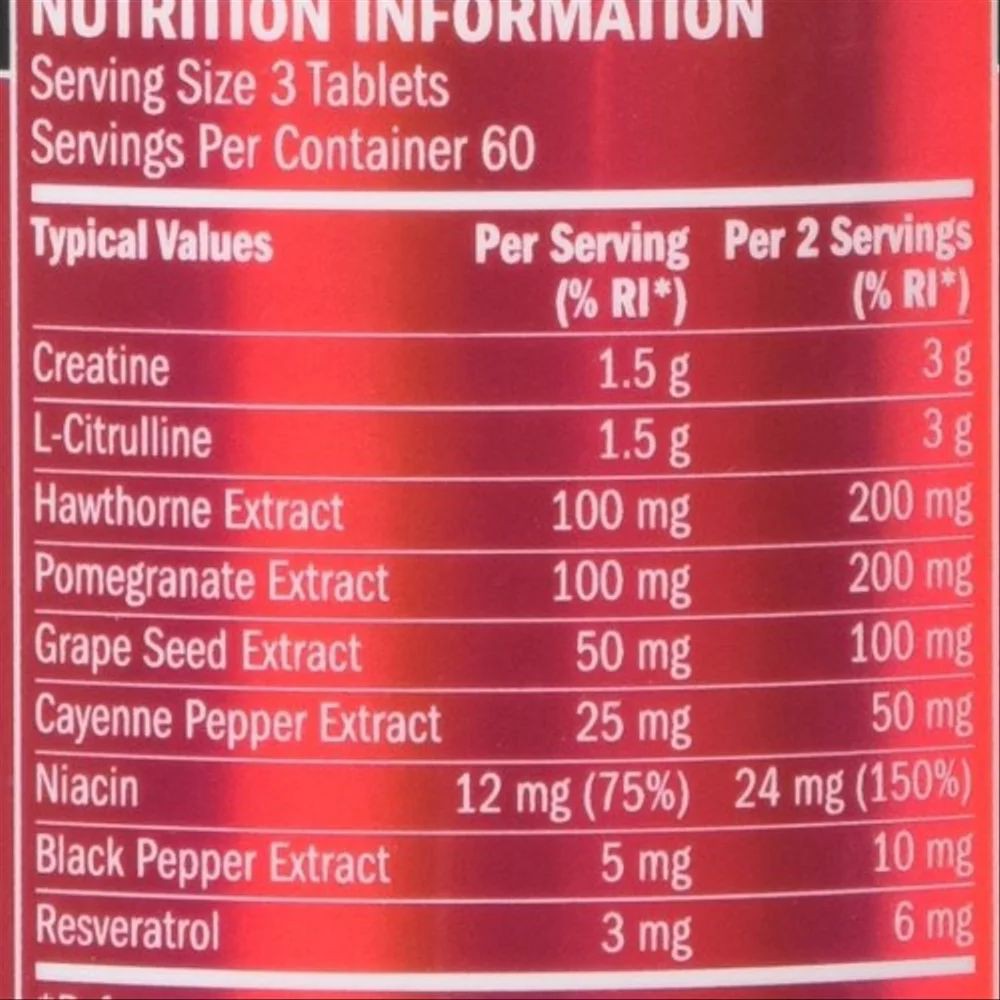 NUTRITION INFORMATION
Serving Size 3 Tablets
Servings Per Container 60
Typical Values Per Serving Per 2 Servings
(% RI*) (% RI*)
Creatine 1.5 g 3 g
L-Citrulline 1.5 g 3 g
Hawthorne Extract 100 mg 200 mg
Pomegranate Extract 100 mg 200 mg
Grape Seed Extract 50 mg 100 mg
Cayenne Pepper Extract 25 mg 50 mg
Niacin 12 mg (75%) 24 mg (150%)
Black Pepper Extract 5 mg 10 mg
Resveratrol 3 mg 6 mg